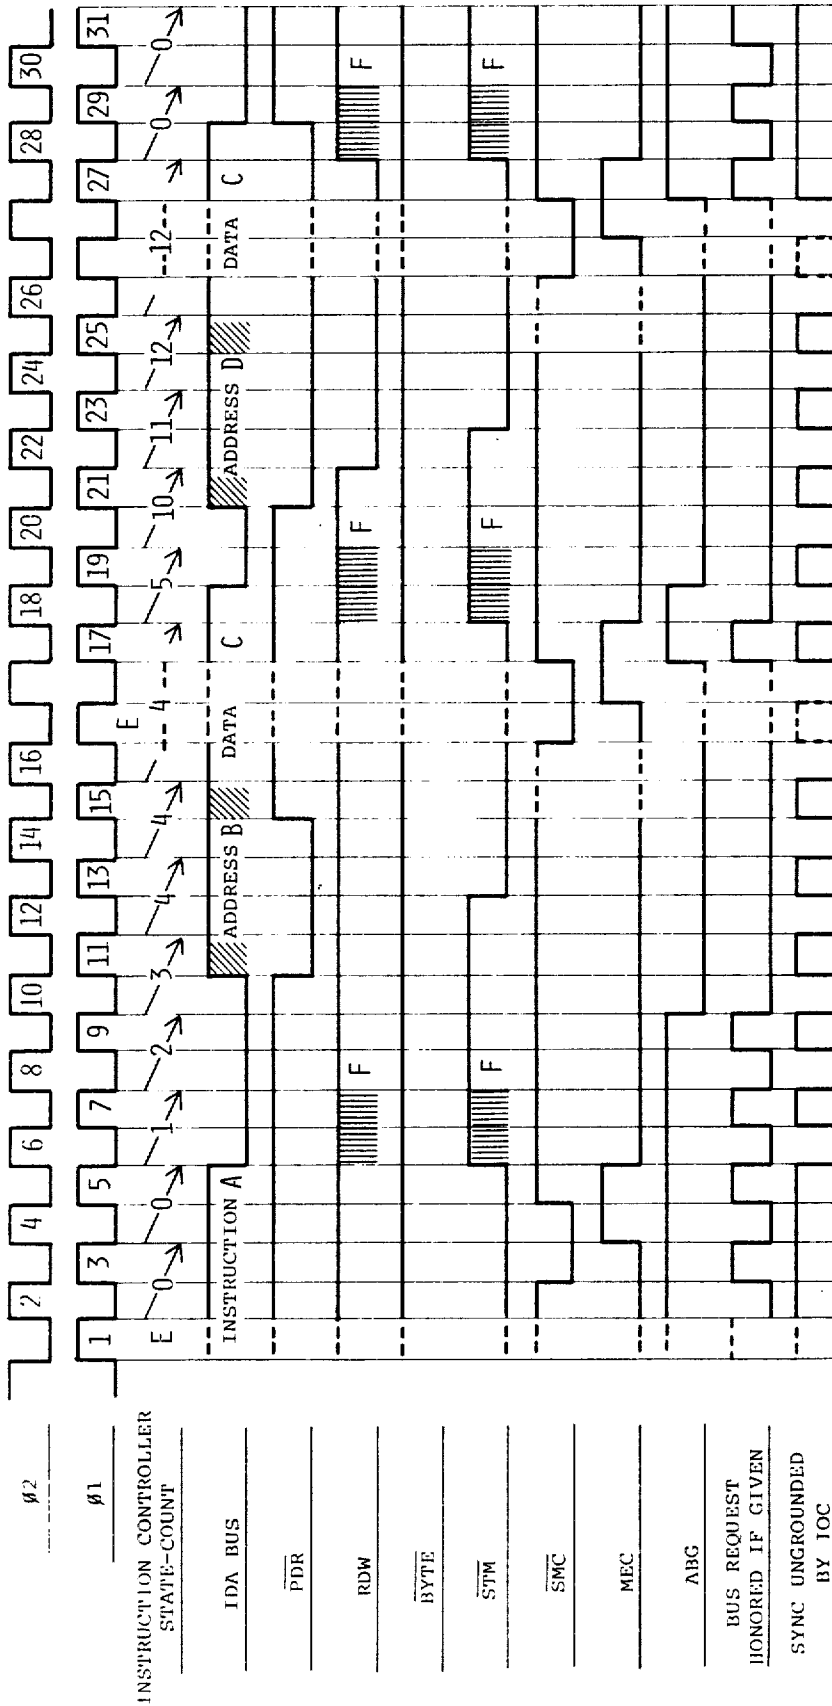 Ø2
2 4 6 8 10 12 14 16 18 20 22 24 26 28 30
Ø1
1 3 5 7 9 11 13 15 17 19 21 23 25 27 29 31
INSTRUCTION CONTROLLER
STATE-COUNT
E 0 0 1 2 3 4 4 E 4 5 10 11 12 12 0 0
IDA BUS
INSTRUCTION A ADDRESS B DATA C ADDRESS D DATA C
PDR
RDW
F F F
BYTE
STM
F F F
SMC
MEC
ABG
BUS REQUEST
HONORED IF GIVEN
SYNC UNGROUNDED
BY IOC